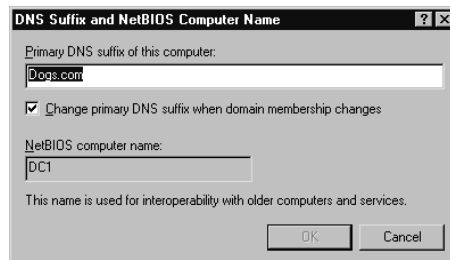 DNS Suffix and NetBIOS Computer Name
Primary DNS suffix of this computer:
Dogs.com
Change primary DNS suffix when domain membership changes
NetBIOS computer name:
DC1
This name is used for interoperability with older computers and services.
OK Cancel